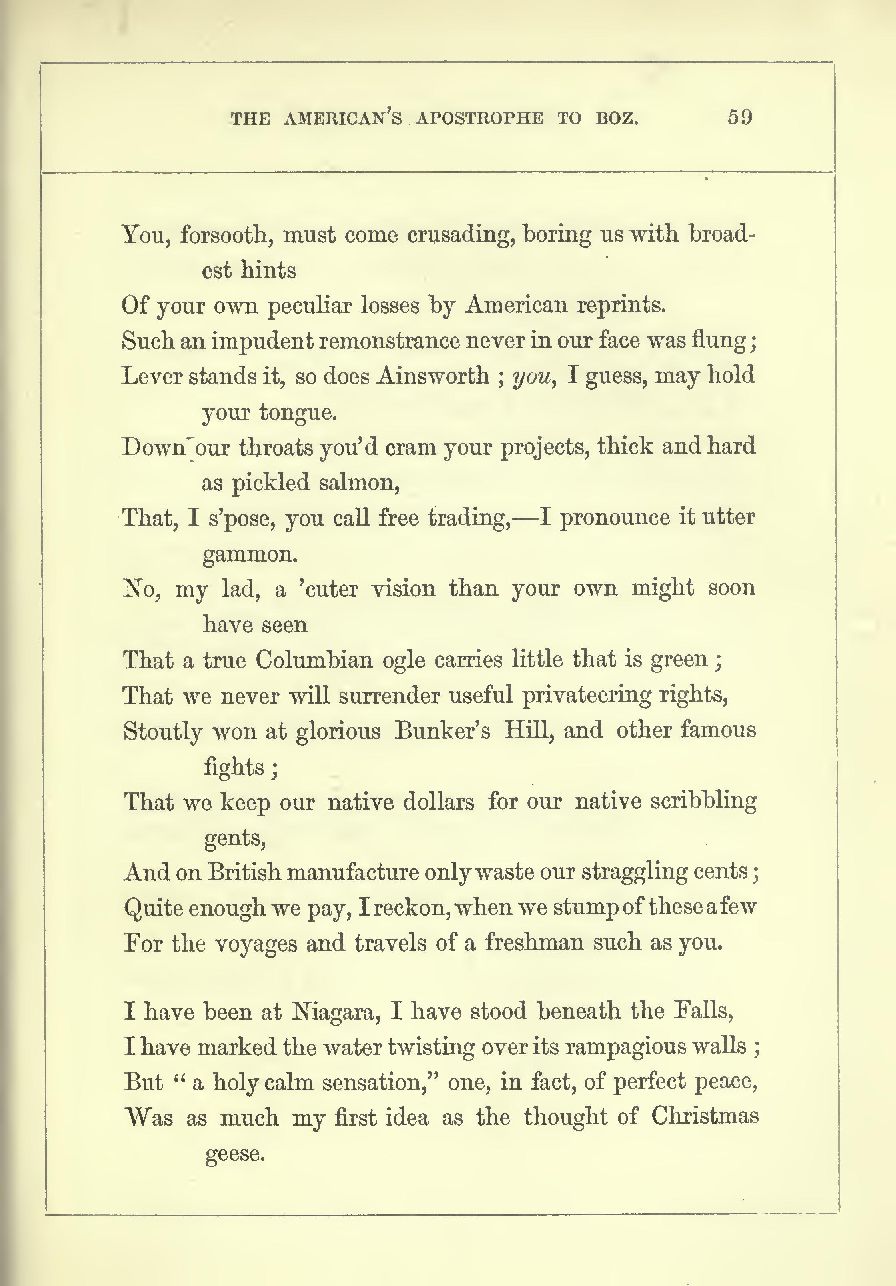 THE AMERICAN'S APOSTROPHE TO BOZ. 59
You, forsooth, must come crusading, boring us with broad-
est hints
Of your own peculiar losses by American reprints.
Such an impudent remonstrance never in our face was flung;
Lever stands it, so does Ainsworth ; you, I guess, may hold
your tongue.
Down our throats you'd cram your projects, thick and hard
as pickled salmon,
That, I s'pose, you call free trading,—I pronounce it utter
gammon.
No, my lad, a 'cuter vision than your own might soon
have seen
That a true Columbian ogle carries little that is green ;
That we never will surrender useful privateering rights,
Stoutly won at glorious Bunker's Hill, and other famous
fights ;
That we keep our native dollars for our native scribbling
gents,
And on British manufacture only waste our straggling cents ;
Quite enough we pay, I reckon, when we stump of these a few
For the voyages and travels of a freshman such as you.
I have been at Niagara, I have stood beneath the Falls,
I have marked the water twisting over its rampagious walls ;
But “ a holy calm sensation,” one, in fact, of perfect peace,
Was as much my first idea as the thought of Christmas
geese.